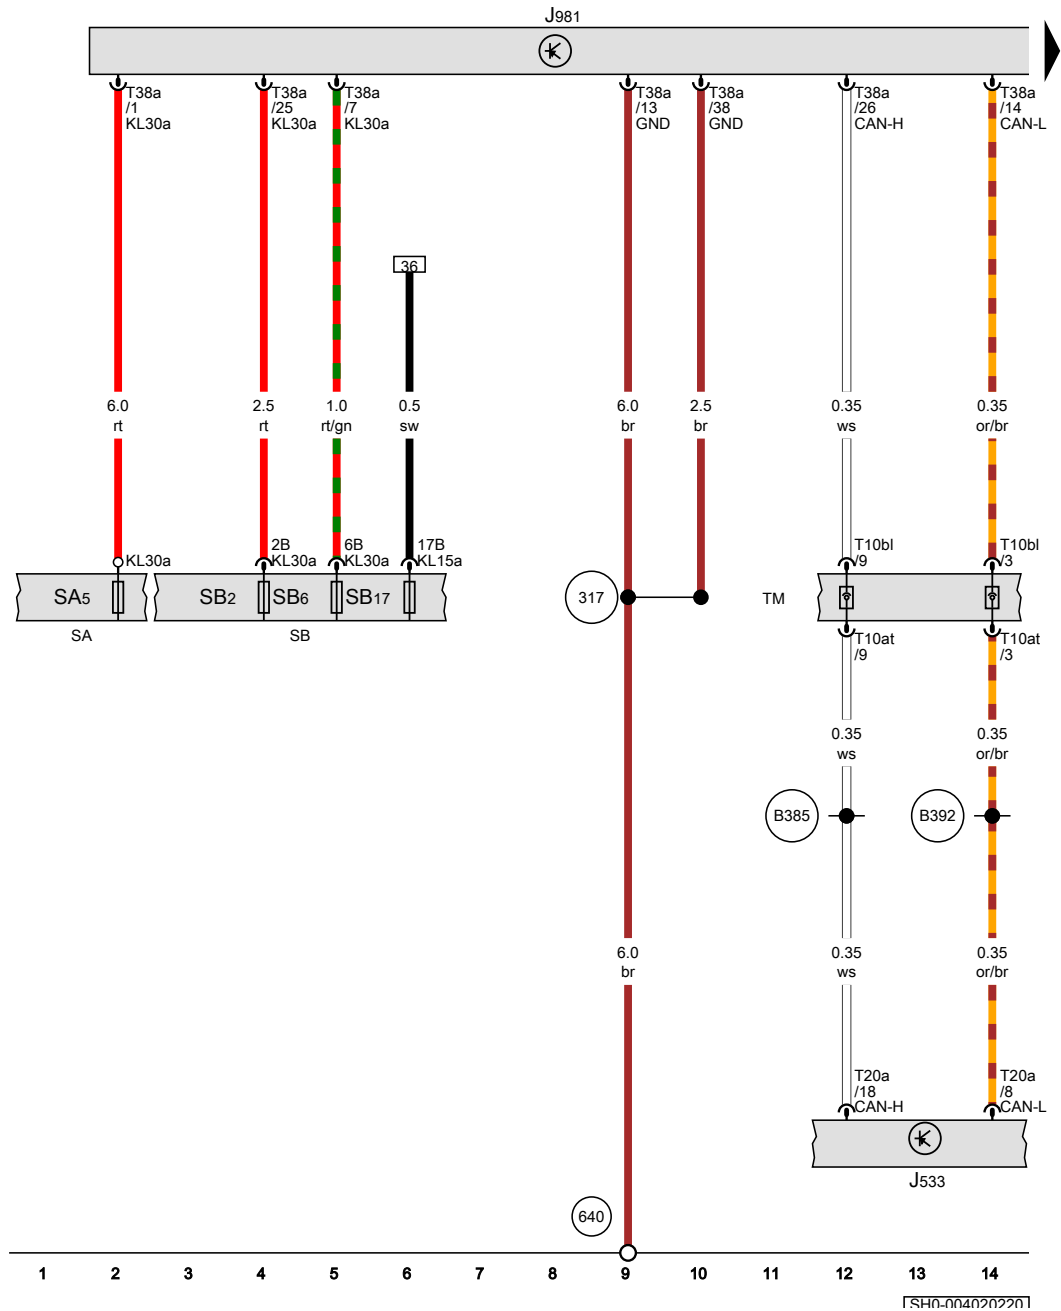 J981
T38a
/1
KL30a
T38a
/25
KL30a
T38a
/7
KL30a
T38a
/13
GND
T38a
/38
GND
T38a
/26
CAN-H
T38a
/14
CAN-L
36
6.0
rt
2.5
rt
1.0
rt/gn
0.5
sw
6.0
br
2.5
br
0.35
ws
0.35
or/br
KL30a
2B
KL30a
6B
KL30a
17B
KL15a
T10bl
/9
T10bl
/3
SA5
SB2
SB6
SB17
317
TM
SA
SB
T10at
/9
T10at
/3
0.35
ws
0.35
or/br
B385
B392
6.0
br
0.35
ws
0.35
or/br
T20a
/18
CAN-H
T20a
/8
CAN-L
J533
640
1 2 3 4 5 6 7 8 9 10 11 12 13 14
SH0-004020220